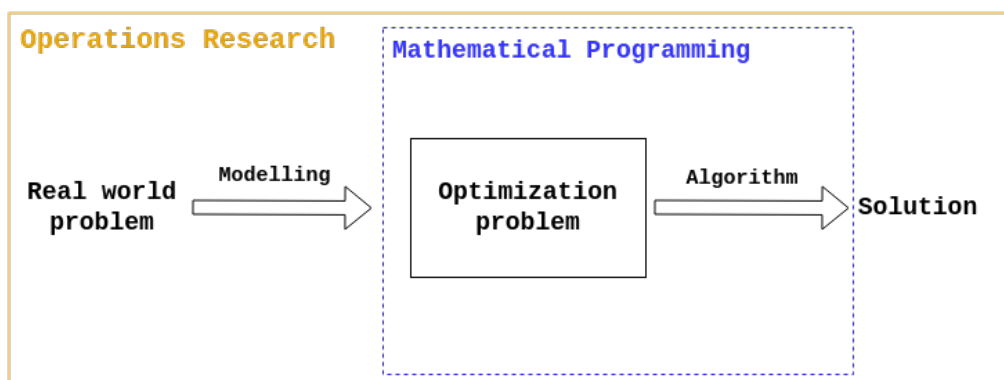 Operations Research
Mathematical Programming
Real world
problem
Modelling
Optimization
problem
Algorithm
Solution